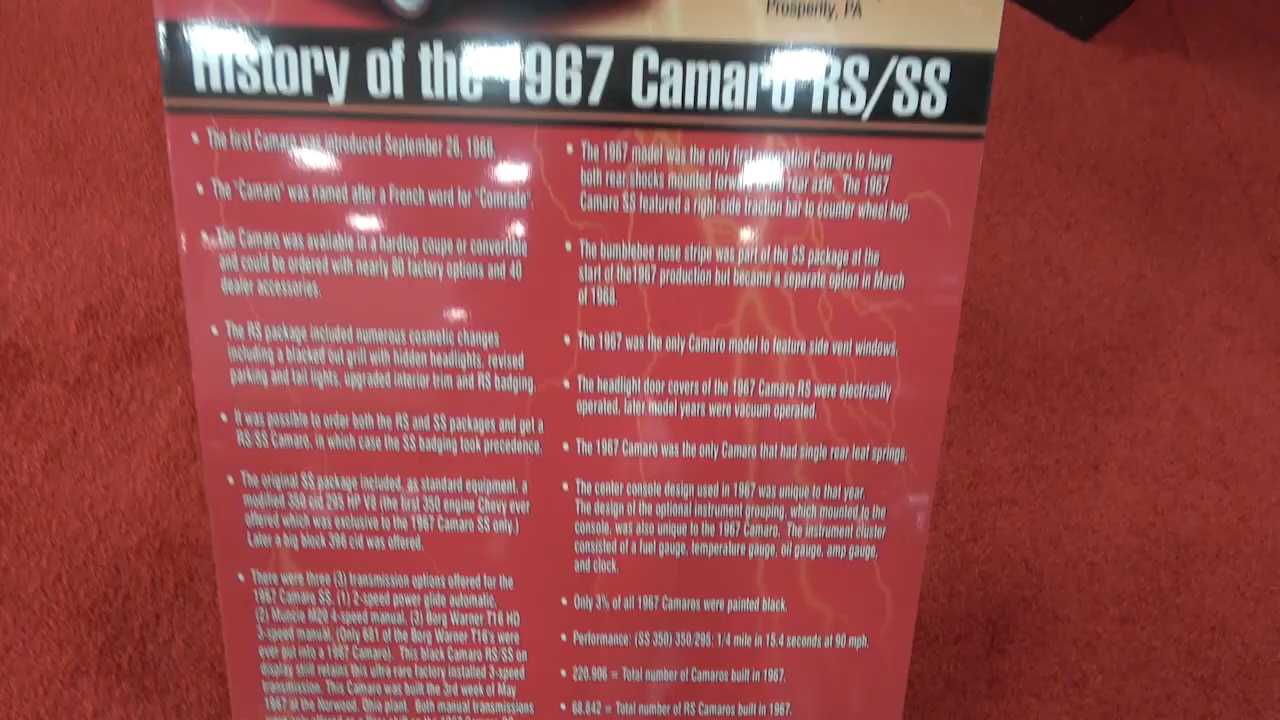 Prosperity, PA
History of the 1967 Camaro RS/SS
• The first Camaro was introduced September 26, 1966.
• The "Camaro" was named after a French word for "Comrade".
• The Camaro was available in a hardtop coupe or convertible
and could be ordered with nearly 80 factory options and 40
dealer accessories.
• The RS package included numerous cosmetic changes
including a blacked out grill with hidden headlights, revised
parking and tail lights, upgraded interior trim and RS badging.
• It was possible to order both the RS and SS packages and get a
RS/SS Camaro, in which case the SS badging took precedence.
• The original SS package included, as standard equipment, a
modified 350 cid 295 HP V8 (the first 350 engine Chevy ever
offered which was exclusive to the 1967 Camaro SS only.)
Later a big block 396 cid was offered.
• There were three (3) transmission options offered for the
1967 Camaro SS. (1) 2-speed power glide automatic,
(2) Muncie M20 4-speed manual, (3) Borg Warner T16 HD
3-speed manual. (Only 681 of the Borg Warner T16's were
ever put into a 1967 Camaro). This black Camaro RS/SS on
display still retains this ultra rare factory installed 3-speed
transmission. This Camaro was built the 3rd week of May
1967 at the Norwood, Ohio plant. Both manual transmissions
• The 1967 model was the only first generation Camaro to have
both rear shocks mounted forward rear axle. The 1967
Camaro SS featured a right-side traction bar to counter wheel hop.
• The bumblebee nose stripe was part of the SS package at the
start of the1967 production but became a separate option in March
of 1968.
• The 1967 was the only Camaro model to feature side vent windows.
• The headlight door covers of the 1967 Camaro RS were electrically
operated, later model years were vacuum operated.
• The 1967 Camaro was the only Camaro that had single rear leaf springs.
• The center console design used in 1967 was unique to that year.
The design of the optional instrument grouping, which mounted to the
console, was also unique to the 1967 Camaro. The instrument cluster
consisted of a fuel gauge, temperature gauge, oil gauge, amp gauge,
and clock.
• Only 3% of all 1967 Camaros were painted black.
• Performance: (SS 350) 350/295: 1/4 mile in 15.4 seconds at 90 mph.
• 220,906 = Total number of Camaros built in 1967.
• 68,842 = Total number of RS Camaros built in 1967.